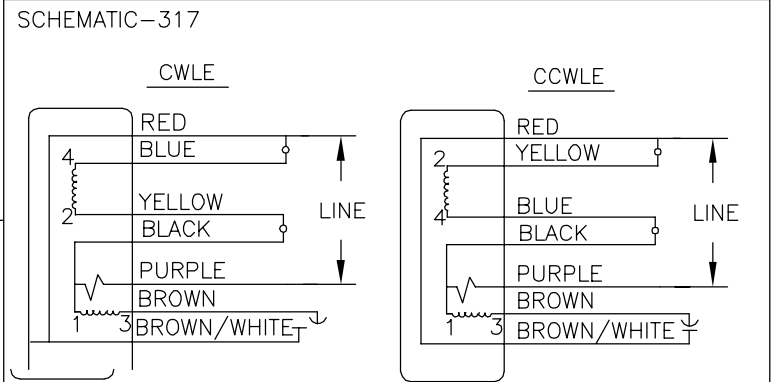 SCHEMATIC-317
CWLE
RED
4
BLUE
YELLOW
2
BLACK
LINE
PURPLE
BROWN
1
3
BROWN/WHITE
CCWLE
RED
2
YELLOW
BLUE
4
BLACK
LINE
PURPLE
BROWN
1
3
BROWN/WHITE